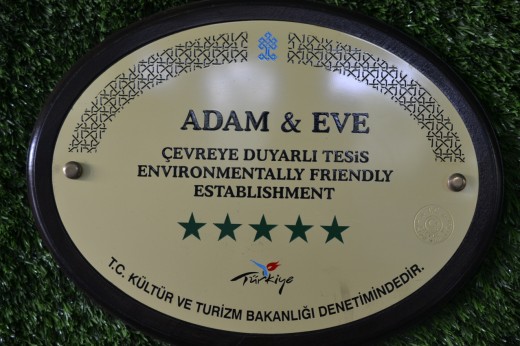 ADAM & EVE
ÇEVREYE DUYARLI TESİS
ENVIRONMENTALLY FRIENDLY
ESTABLISHMENT
Türkiye
T.C. KÜLTÜR VE TURİZM BAKANLIĞI DENETİMİNDEDİR.